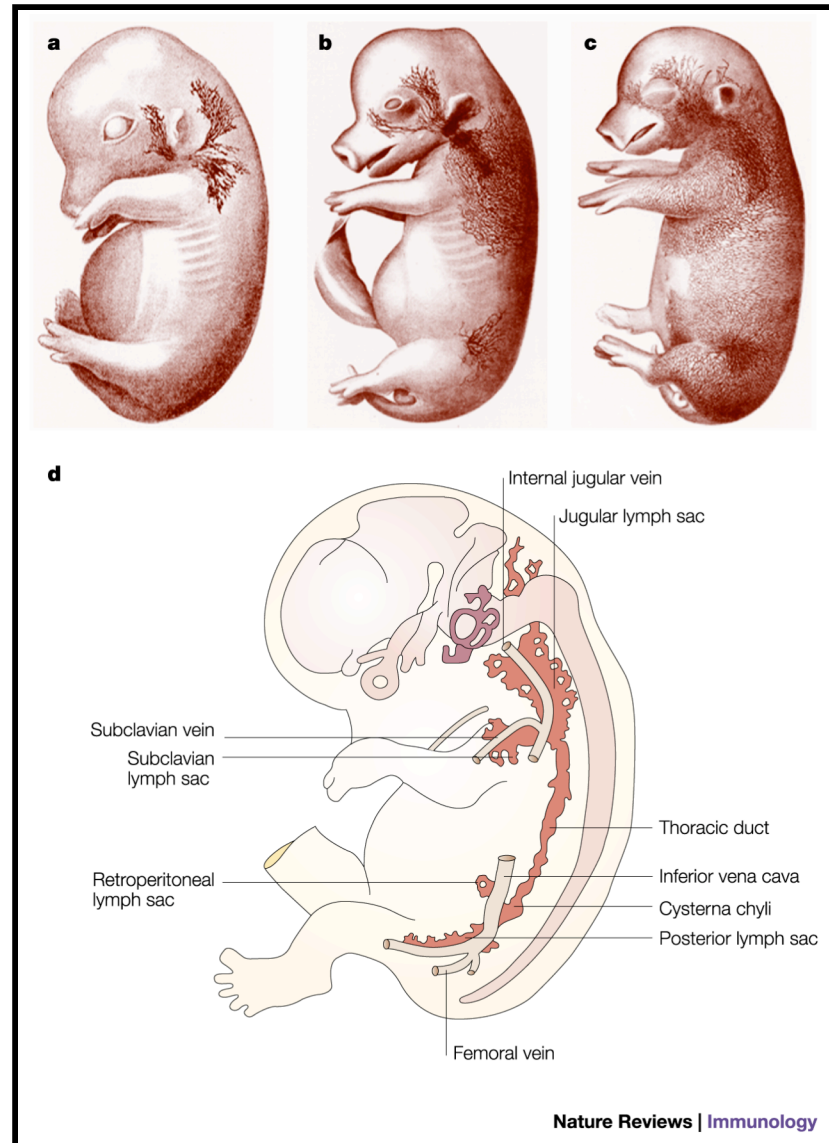 a
b
c
d
Internal jugular vein
Jugular lymph sac
Subclavian vein
Subclavian
lymph sac
Thoracic duct
Retroperitoneal
lymph sac
Inferior vena cava
Cysterna chyli
Posterior lymph sac
Femoral vein
Nature Reviews | Immunology